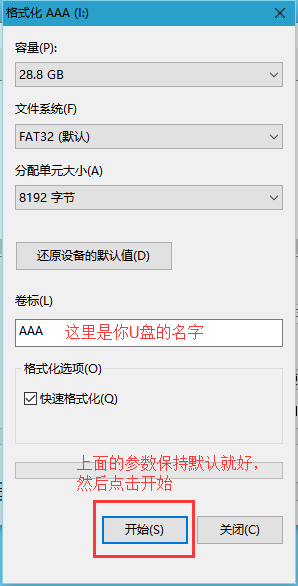 格式化 AAA (I:)
容量(P):
28.8 GB
文件系统(F)
FAT32 (默认)
分配单元大小(A)
8192 字节
还原设备的默认值(D)
卷标(L)
AAA 这里是你U盘的名字
格式化选项(O)
快速格式化(Q)
上面的参数保持默认就好，
然后点击开始
开始(S) 关闭(C)